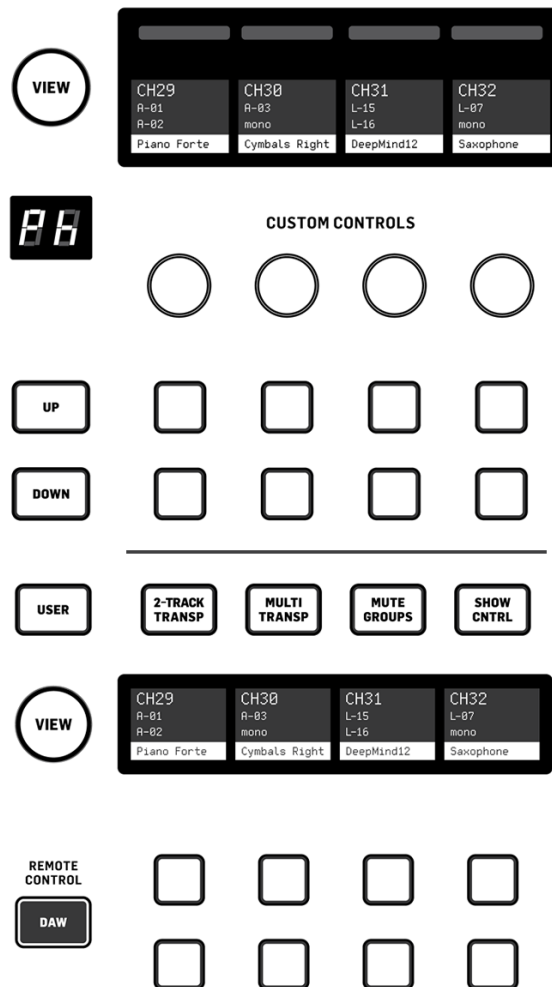 VIEW
CH29 CH30 CH31 CH32
A-01 A-03 L-15 L-07
A-02 mono L-16 mono
Piano Forte Cymbals Right DeepMind12 Saxophone
Pb
CUSTOM CONTROLS
UP
DOWN
USER
2-TRACK TRANSP
MULTI TRANSP
MUTE GROUPS
SHOW CNTRL
VIEW
CH29 CH30 CH31 CH32
A-01 A-03 L-15 L-07
A-02 mono L-16 mono
Piano Forte Cymbals Right DeepMind12 Saxophone
REMOTE
CONTROL
DAW